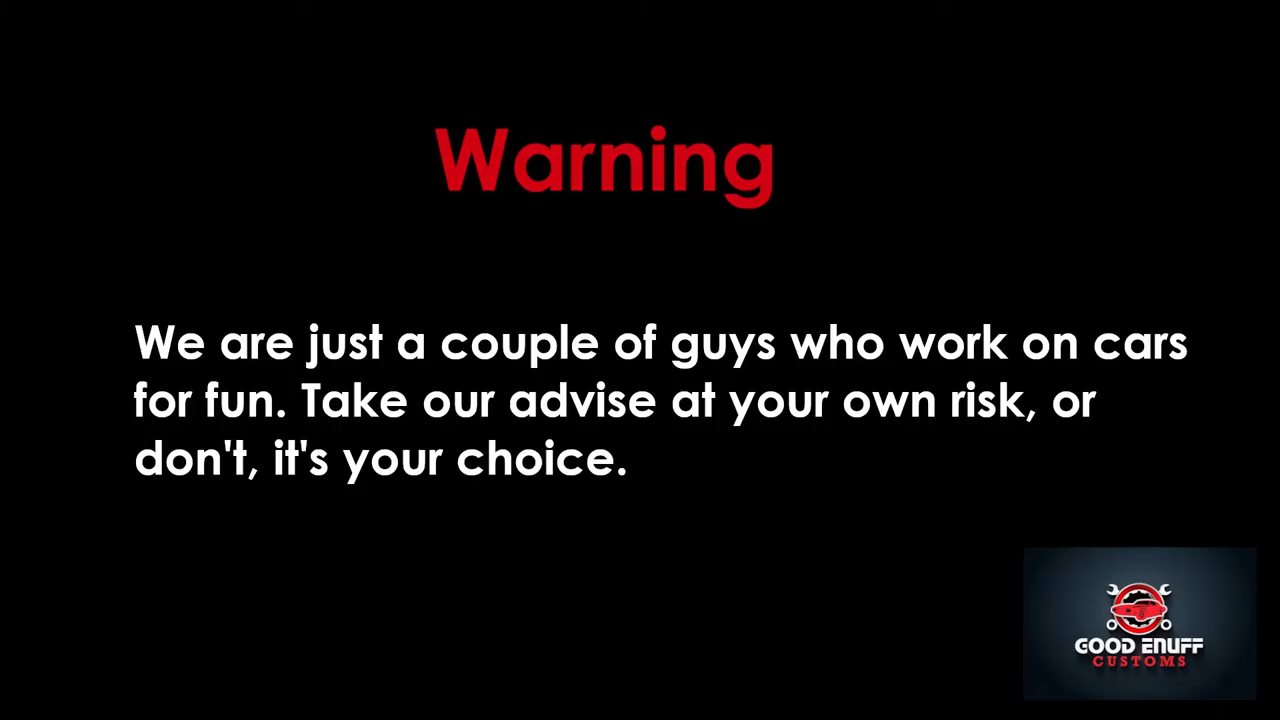 Warning
We are just a couple of guys who work on cars
for fun. Take our advise at your own risk, or
don't, it's your choice.
GOOD ENUFF
CUSTOMS